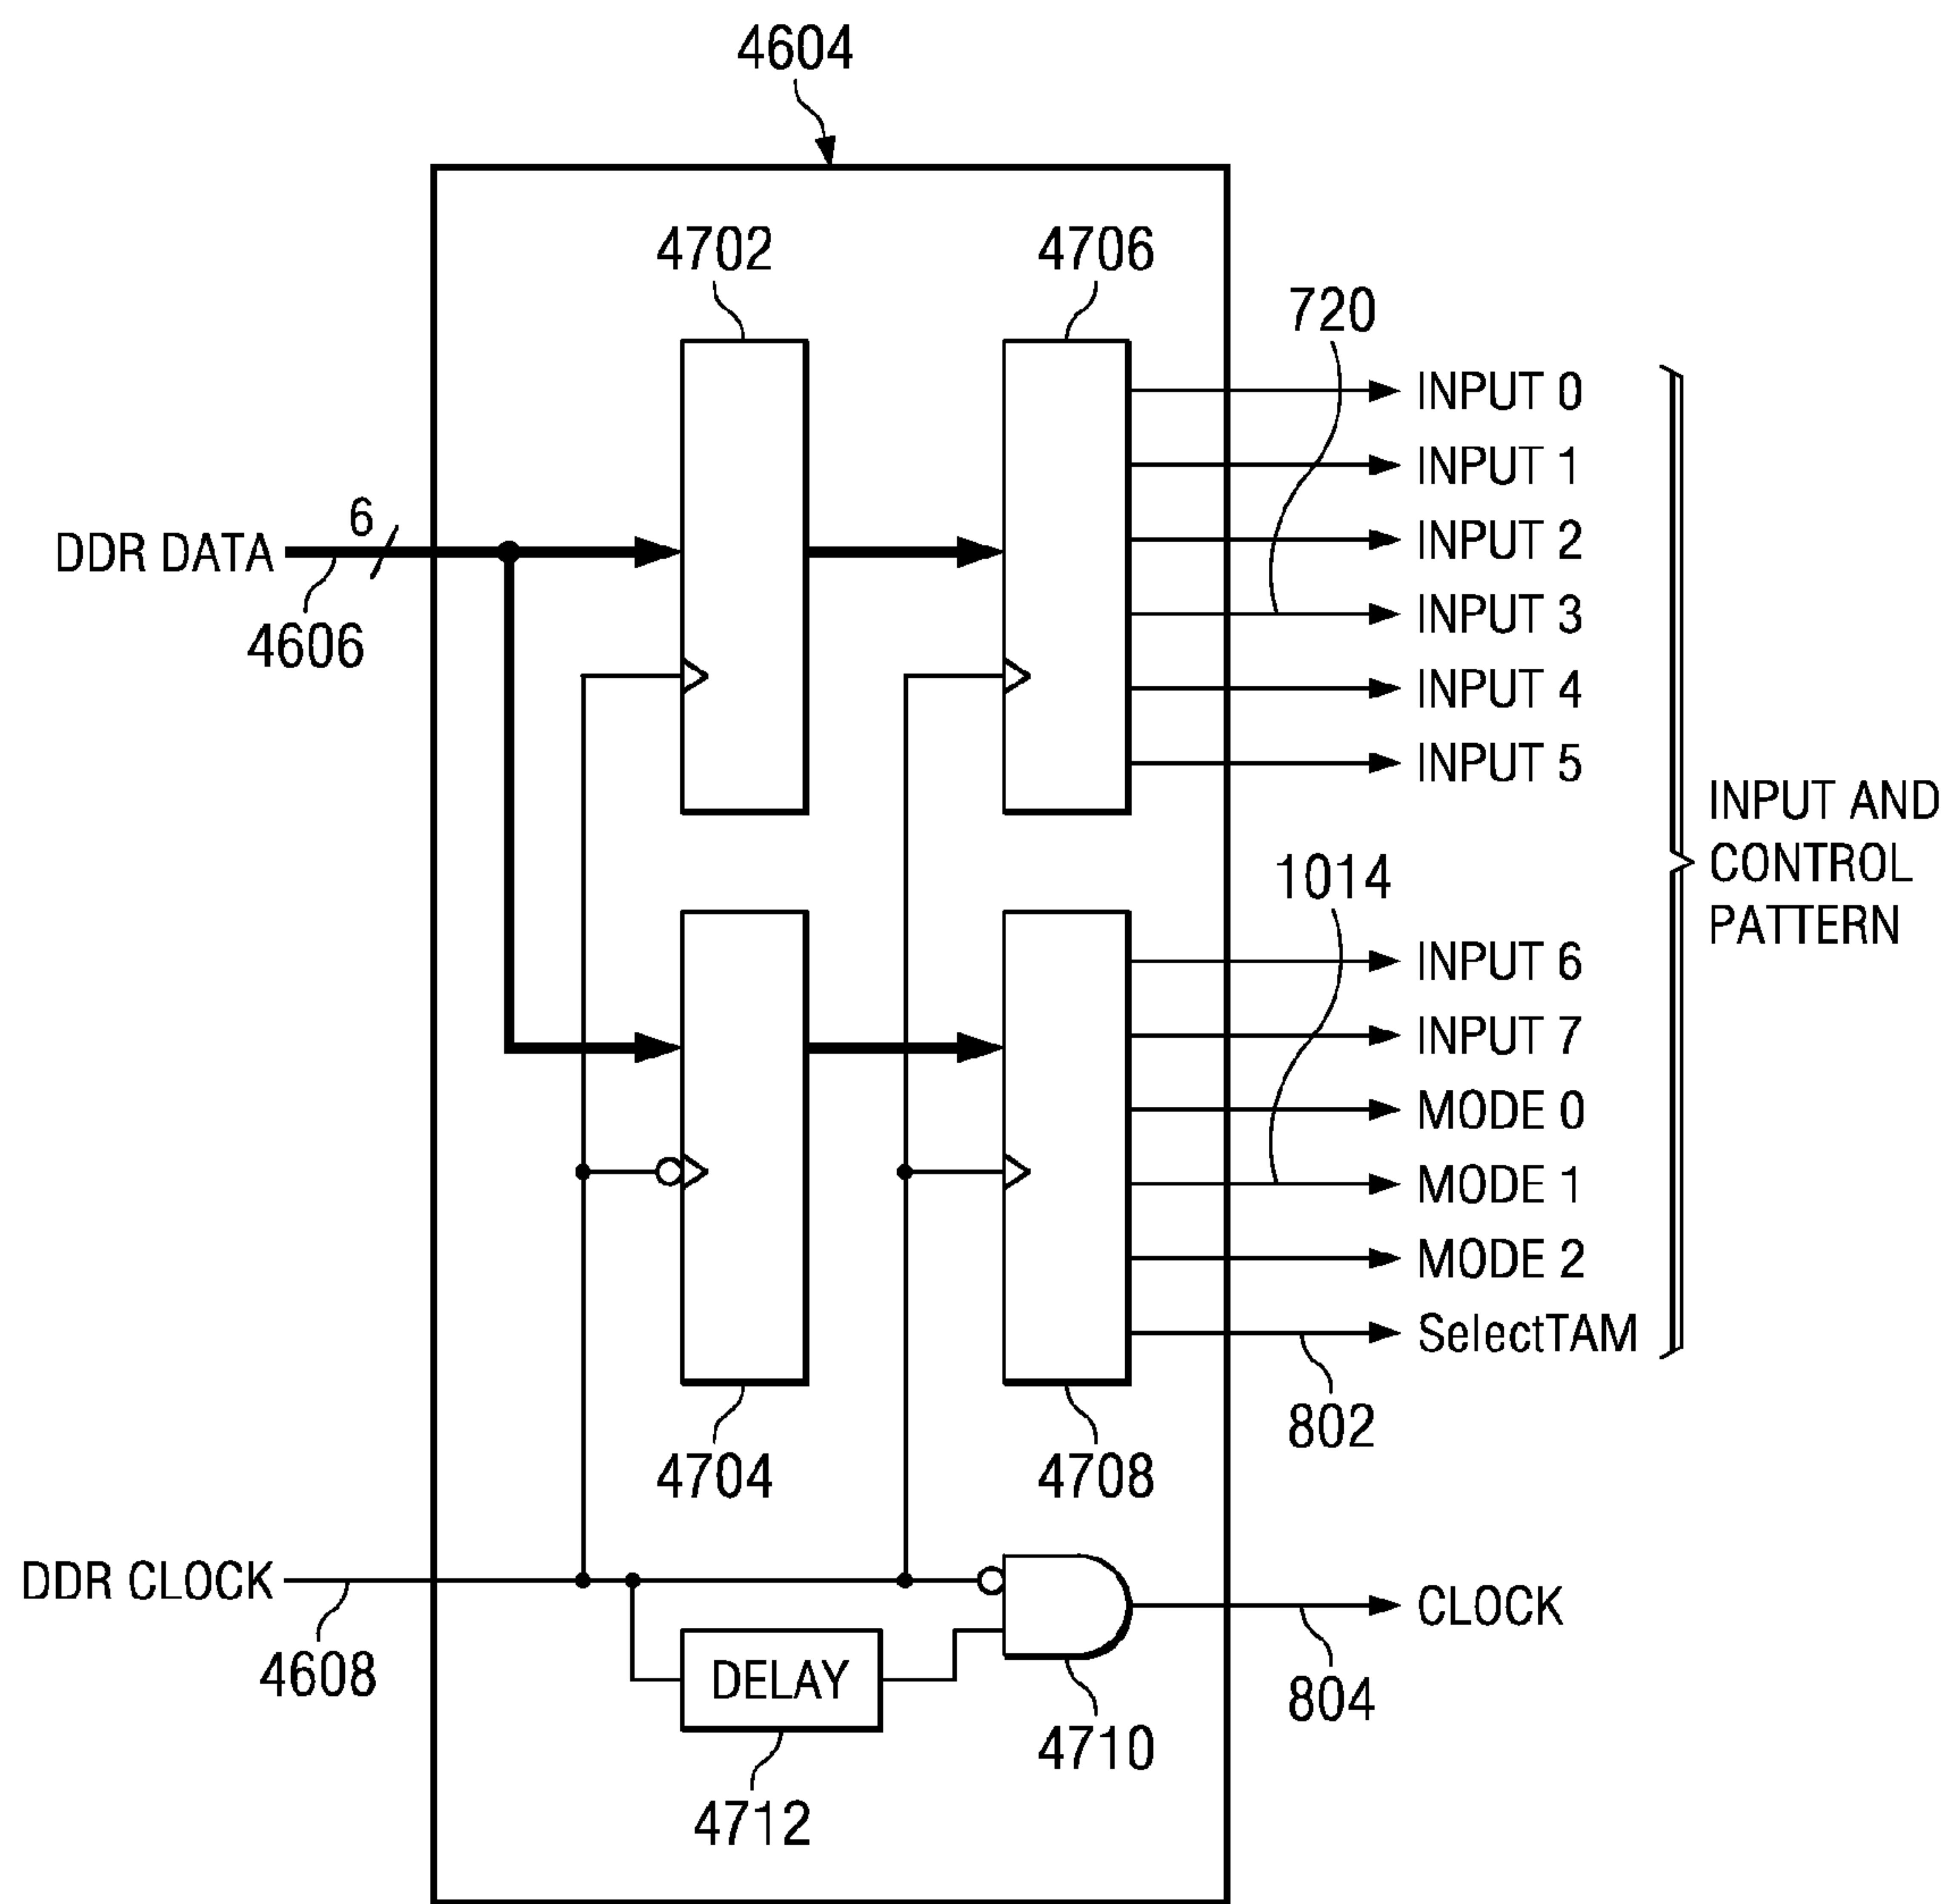 4604
4702
4706
720
INPUT 0
INPUT 1
INPUT 2
INPUT 3
INPUT 4
INPUT 5
6
DDR DATA
4606
INPUT AND
CONTROL
PATTERN
1014
INPUT 6
INPUT 7
MODE 0
MODE 1
MODE 2
SelectTAM
802
4704
4708
DDR CLOCK
4608
DELAY
4712
4710
CLOCK
804